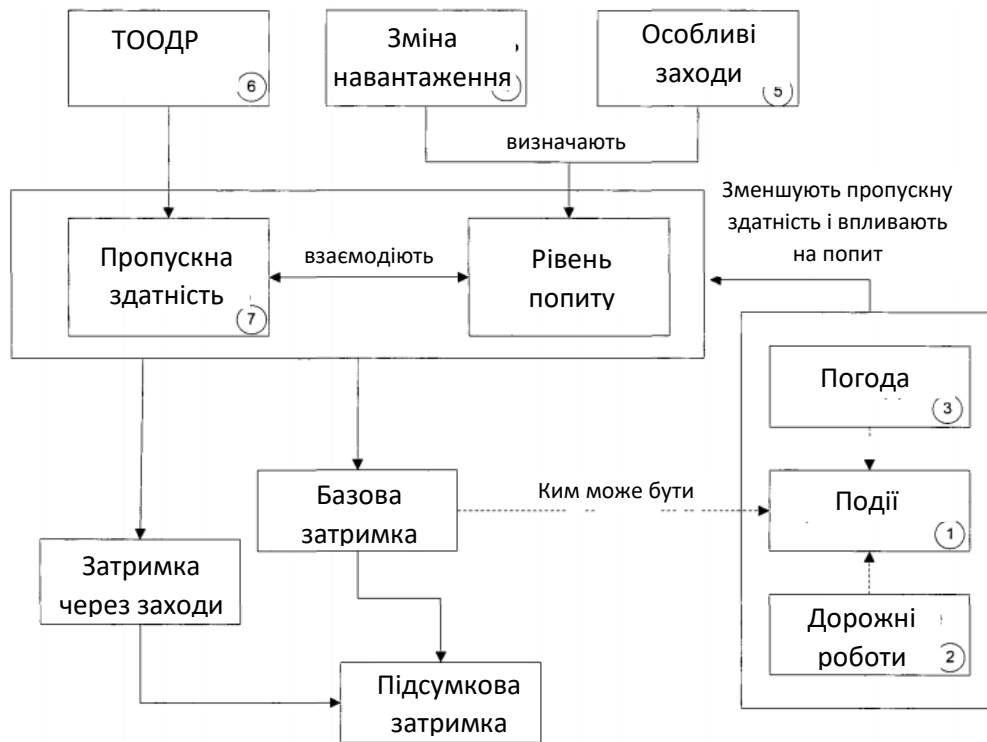 ТООДР
6
Зміна
навантаження
Особливі
заходи
5
визначають
Зменшують пропускну
здатність і впливають
на попит
Пропускна
здатність
7
взаємодіють
Рівень
попиту
Погода
3
Базова
затримка
Ким може бути
Події
1
Затримка
через заходи
Дорожні
роботи
2
Підсумкова
затримка